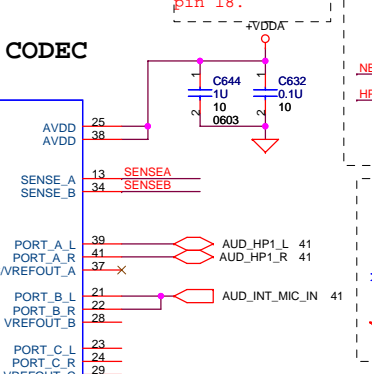 pin 18.
+VDDA
CODEC
1 C644 1 C632
1U 0.1U
2 10 2 10
0603
AVDD 25
AVDD 38
SENSE_A 13 SENSEA
SENSE_B 34 SENSEB
PORT_A_L 39 AUD_HP1_L 41
PORT_A_R 41 AUD_HP1_R 41
/VREFOUT_A 37
PORT_B_L 21 AUD_INT_MIC_IN 41
PORT_B_R 22
VREFOUT_B 28
PORT_C_L 23
PORT_C_R 24
29
NE
HP